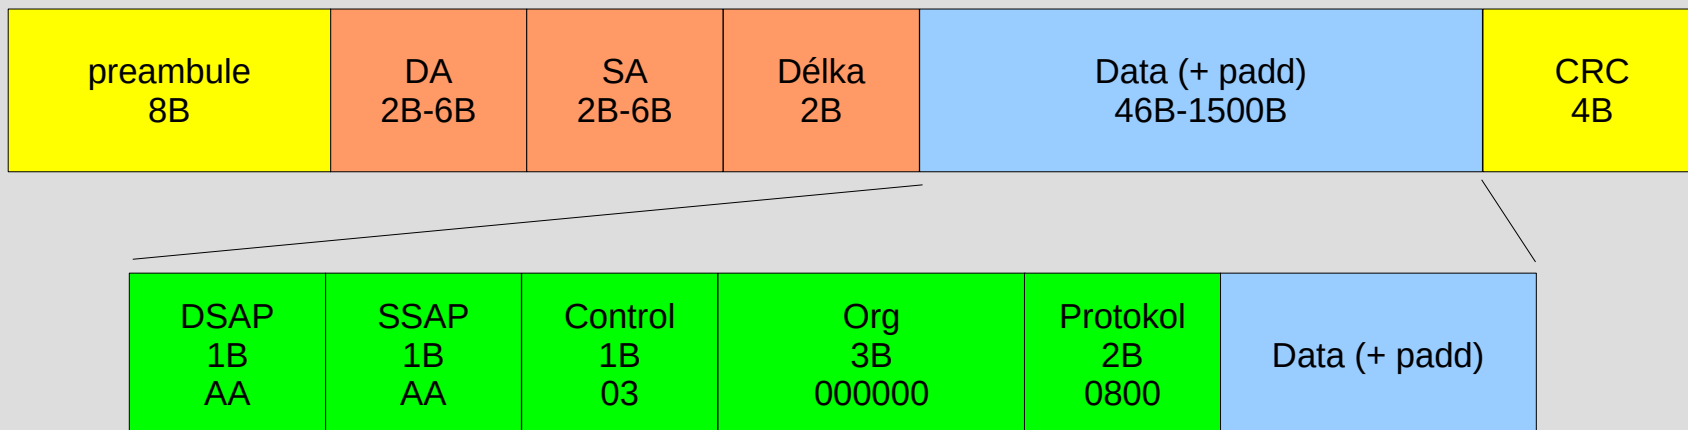 preambule
8B
DA
2B-6B
SA
2B-6B
Délka
2B
Data (+ padd)
46B-1500B
CRC
4B
DSAP
1B
AA
SSAP
1B
AA
Control
1B
03
Org
3B
000000
Protokol
2B
0800
Data (+ padd)